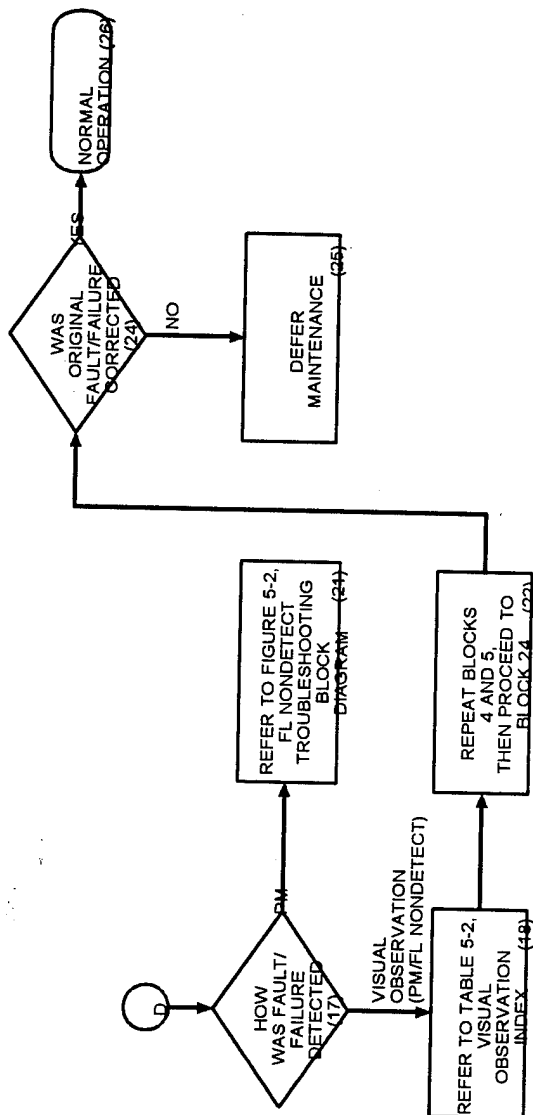 D
HOW
WAS FAULT/
FAILURE
DETECTED
(17)
PM
REFER TO FIGURE 5-2,
FL NONDETECT
TROUBLESHOOTING
BLOCK
DIAGRAM (21)
VISUAL
OBSERVATION
(PM/FL NONDETECT)
REFER TO TABLE 5-2,
VISUAL
OBSERVATION
INDEX (18)
REPEAT BLOCKS
4 AND 5,
THEN PROCEED TO
BLOCK 24 (22)
WAS
ORIGINAL
FAULT/FAILURE
CORRECTED
(24)
YES
NORMAL
OPERATION (26)
NO
DEFER
MAINTENANCE
(25)